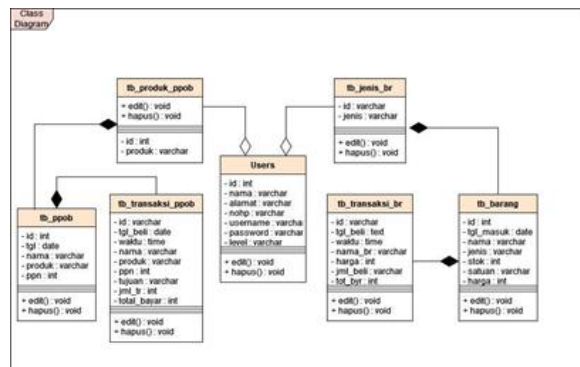 Class
Diagram
tb_produk_ppob
+ edit() : void
+ hapus() : void
- id : int
- produk : varchar
tb_jenis_br
- id : varchar
- jenis : varchar
+ edit() : void
+ hapus() : void
Users
- id : int
- nama : varchar
- alamat : varchar
- nohp : varchar
- username : varcha
- password : varchar
- level : varchar
+ edit() : void
+ hapus() : void
tb_ppob
- id : int
- tgl : date
- nama : varchar
- produk : varchar
- ppn : int
+ edit() : void
+ hapus() : void
tb_transaksi_ppob
- id : varchar
- tgl_beli : date
- waktu : time
- nama : varchar
- produk : varchar
- ppn : int
- tujuan : varchar
- jml_tr : int
- total_bayar : int
+ edit() : void
+ hapus() : void
tb_transaksi_br
- id : varchar
- tgl_beli : text
- waktu : time
- nama_br : varchar
- harga : int
- jml_beli : varchar
- tot_byr : int
+ edit() : void
+ hapus() : void
tb_barang
- id : int
- tgl_masuk : date
- nama : varchar
- jenis : varchar
- stok : int
- satuan : varchar
- harga : int
+ edit() : void
+ hapus() : void